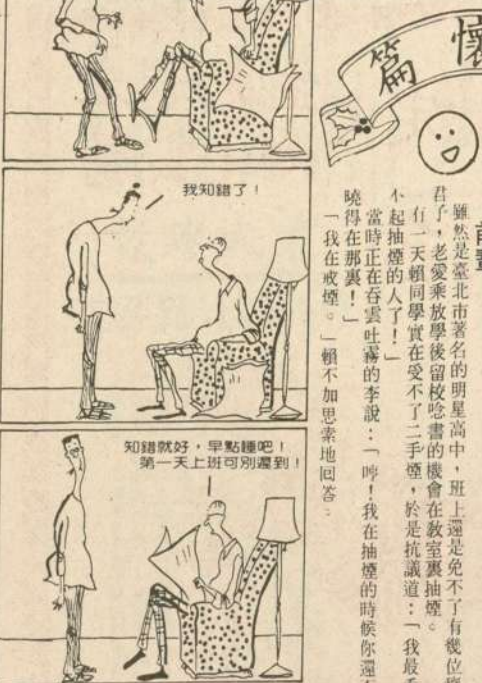 懷
篇
雖然是臺北市著名的明星高中，班上還是免不了有幾位
君子，老愛乘放學後留校唸書的機會在教室裏抽煙。
有一天賴同學實在受不了二手煙，於是抗議道：「我最
不起抽煙的人了！」
當時正在吞雲吐霧的李說：「哼！我在抽煙的時候你還
曉得在那裏！」
「我在戒煙。」賴不加思索地回答：
我知錯了！
知錯就好，早點睡吧！
第一天上班可別遲到！